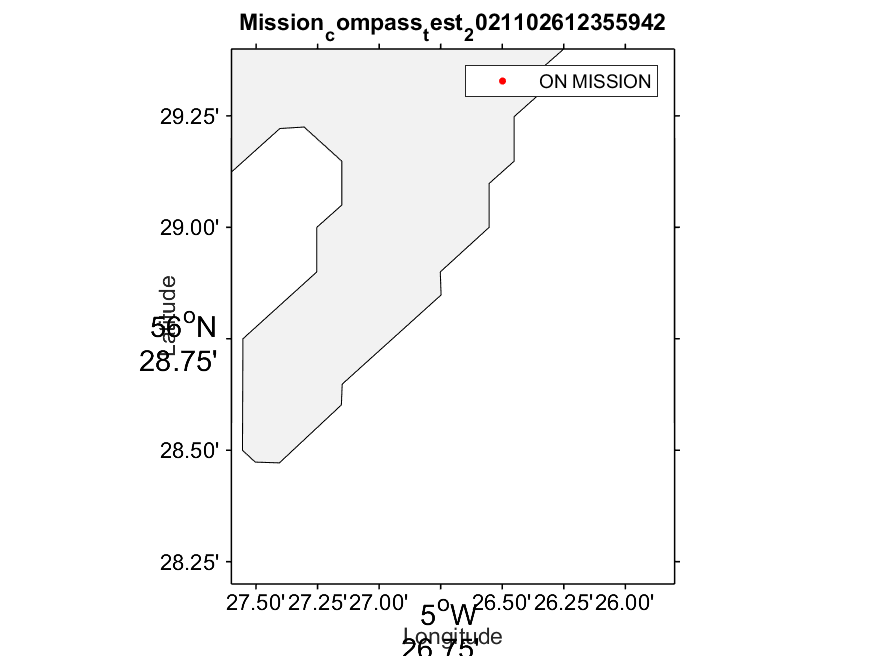 Mission_compass_test_2021102612355942
ON MISSION
29.25'
29.00'
Latitude
56°N
28.75'
28.50'
28.25'
27.50' 27.25' 27.00' 26.50' 26.25' 26.00'
5°W
26.75'
Longitude